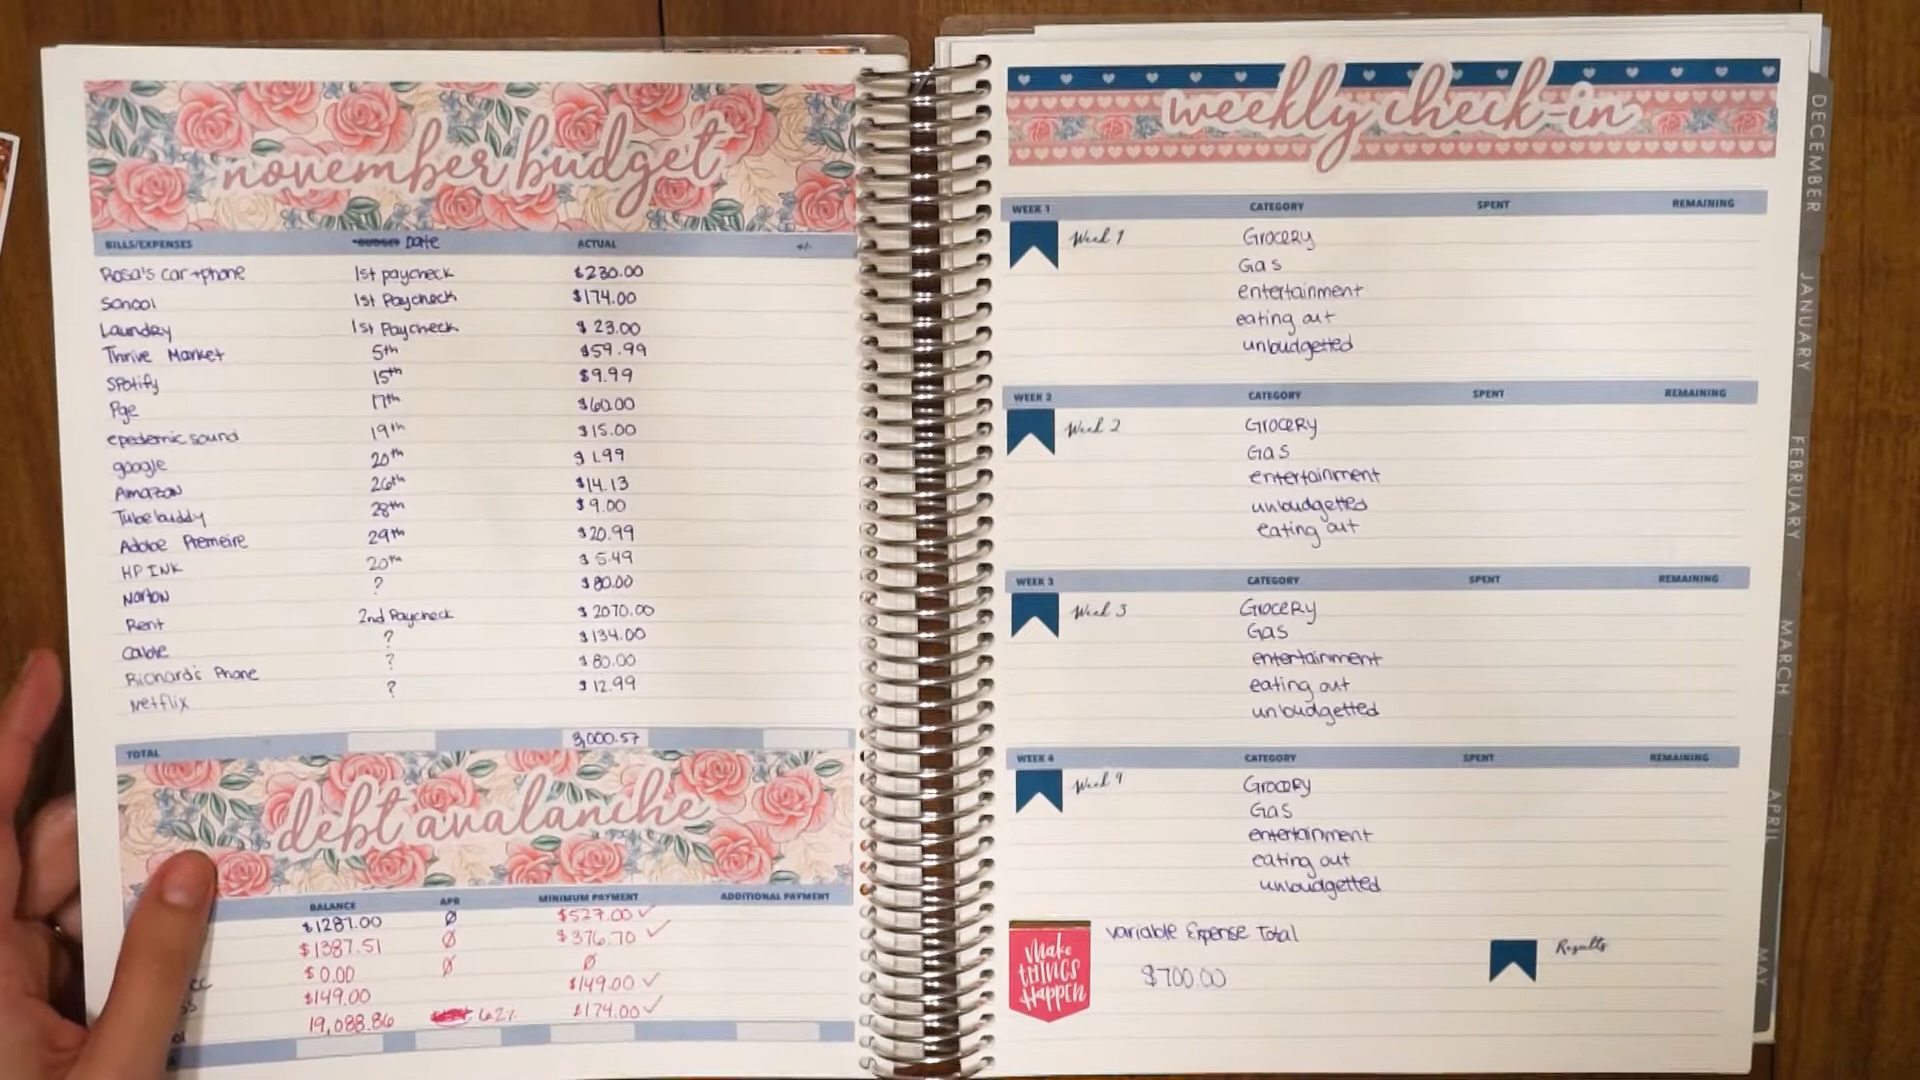 november budget
BILLS/EXPENSES BUDGET Date ACTUAL +/-
Rosa's car +phone 1st paycheck $230.00
School 1st Paycheck $174.00
Laundry 1st Paycheck $ 23.00
Thrive Market 5th $59.99
Spotify 15th $9.99
Pge 17th $60.00
epedemic sound 19th $15.00
google 20th $ 1.99
Amazon 26th $14.13
Tubebuddy 28th $ 9.00
Adobe Premeire 29th $20.99
HP INK 20th $ 5.49
Norton ? $80.00
Rent 2nd Paycheck $ 2070.00
Cable ? $134.00
Richard's Phone ? $ 80.00
Netflix ? $ 12.99
TOTAL 3,000.57
debt avalanche
BALANCE APR MINIMUM PAYMENT ADDITIONAL PAYMENT
$1287.00 Ø $527.00 ✓
$1387.51 Ø $376.70 ✓
$0.00 Ø Ø
$149.00 $149.00 ✓
19,088.86 6.2% $174.00 ✓
weekly check-in
WEEK 1 CATEGORY SPENT REMAINING
Week 1 Grocery
Gas
entertainment
eating out
unbudgetted
WEEK 2 CATEGORY SPENT REMAINING
Week 2 Grocery
Gas
entertainment
unbudgetted
eating out
WEEK 3 CATEGORY SPENT REMAINING
Week 3 Grocery
Gas
entertainment
eating out
unbudgetted
WEEK 4 CATEGORY SPENT REMAINING
Week 4 Grocery
Gas
entertainment
eating out
unbudgetted
make THINGS Happen
Variable Expense Total
$700.00
Results
DECEMBER
JANUARY
FEBRUARY
MARCH
APRIL
MAY